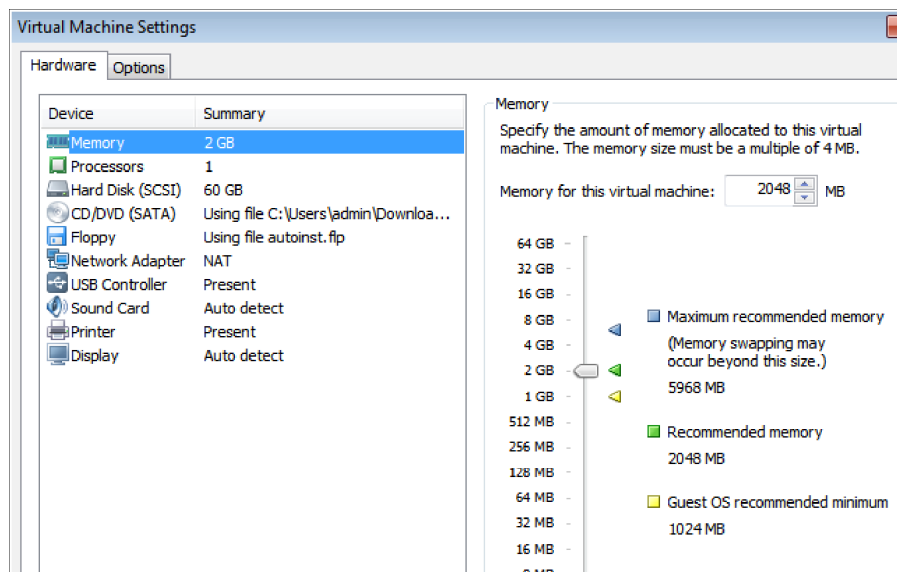 Virtual Machine Settings
Hardware
Options
Device Summary
Memory 2 GB
Processors 1
Hard Disk (SCSI) 60 GB
CD/DVD (SATA) Using file C:\Users\admin\Downloa...
Floppy Using file autoinst.flp
Network Adapter NAT
USB Controller Present
Sound Card Auto detect
Printer Present
Display Auto detect
Memory
Specify the amount of memory allocated to this virtual
machine. The memory size must be a multiple of 4 MB.
Memory for this virtual machine: 2048 MB
64 GB
32 GB
16 GB
8 GB
4 GB
2 GB
1 GB
512 MB
256 MB
128 MB
64 MB
32 MB
16 MB
Maximum recommended memory
(Memory swapping may
occur beyond this size.)
5968 MB
Recommended memory
2048 MB
Guest OS recommended minimum
1024 MB